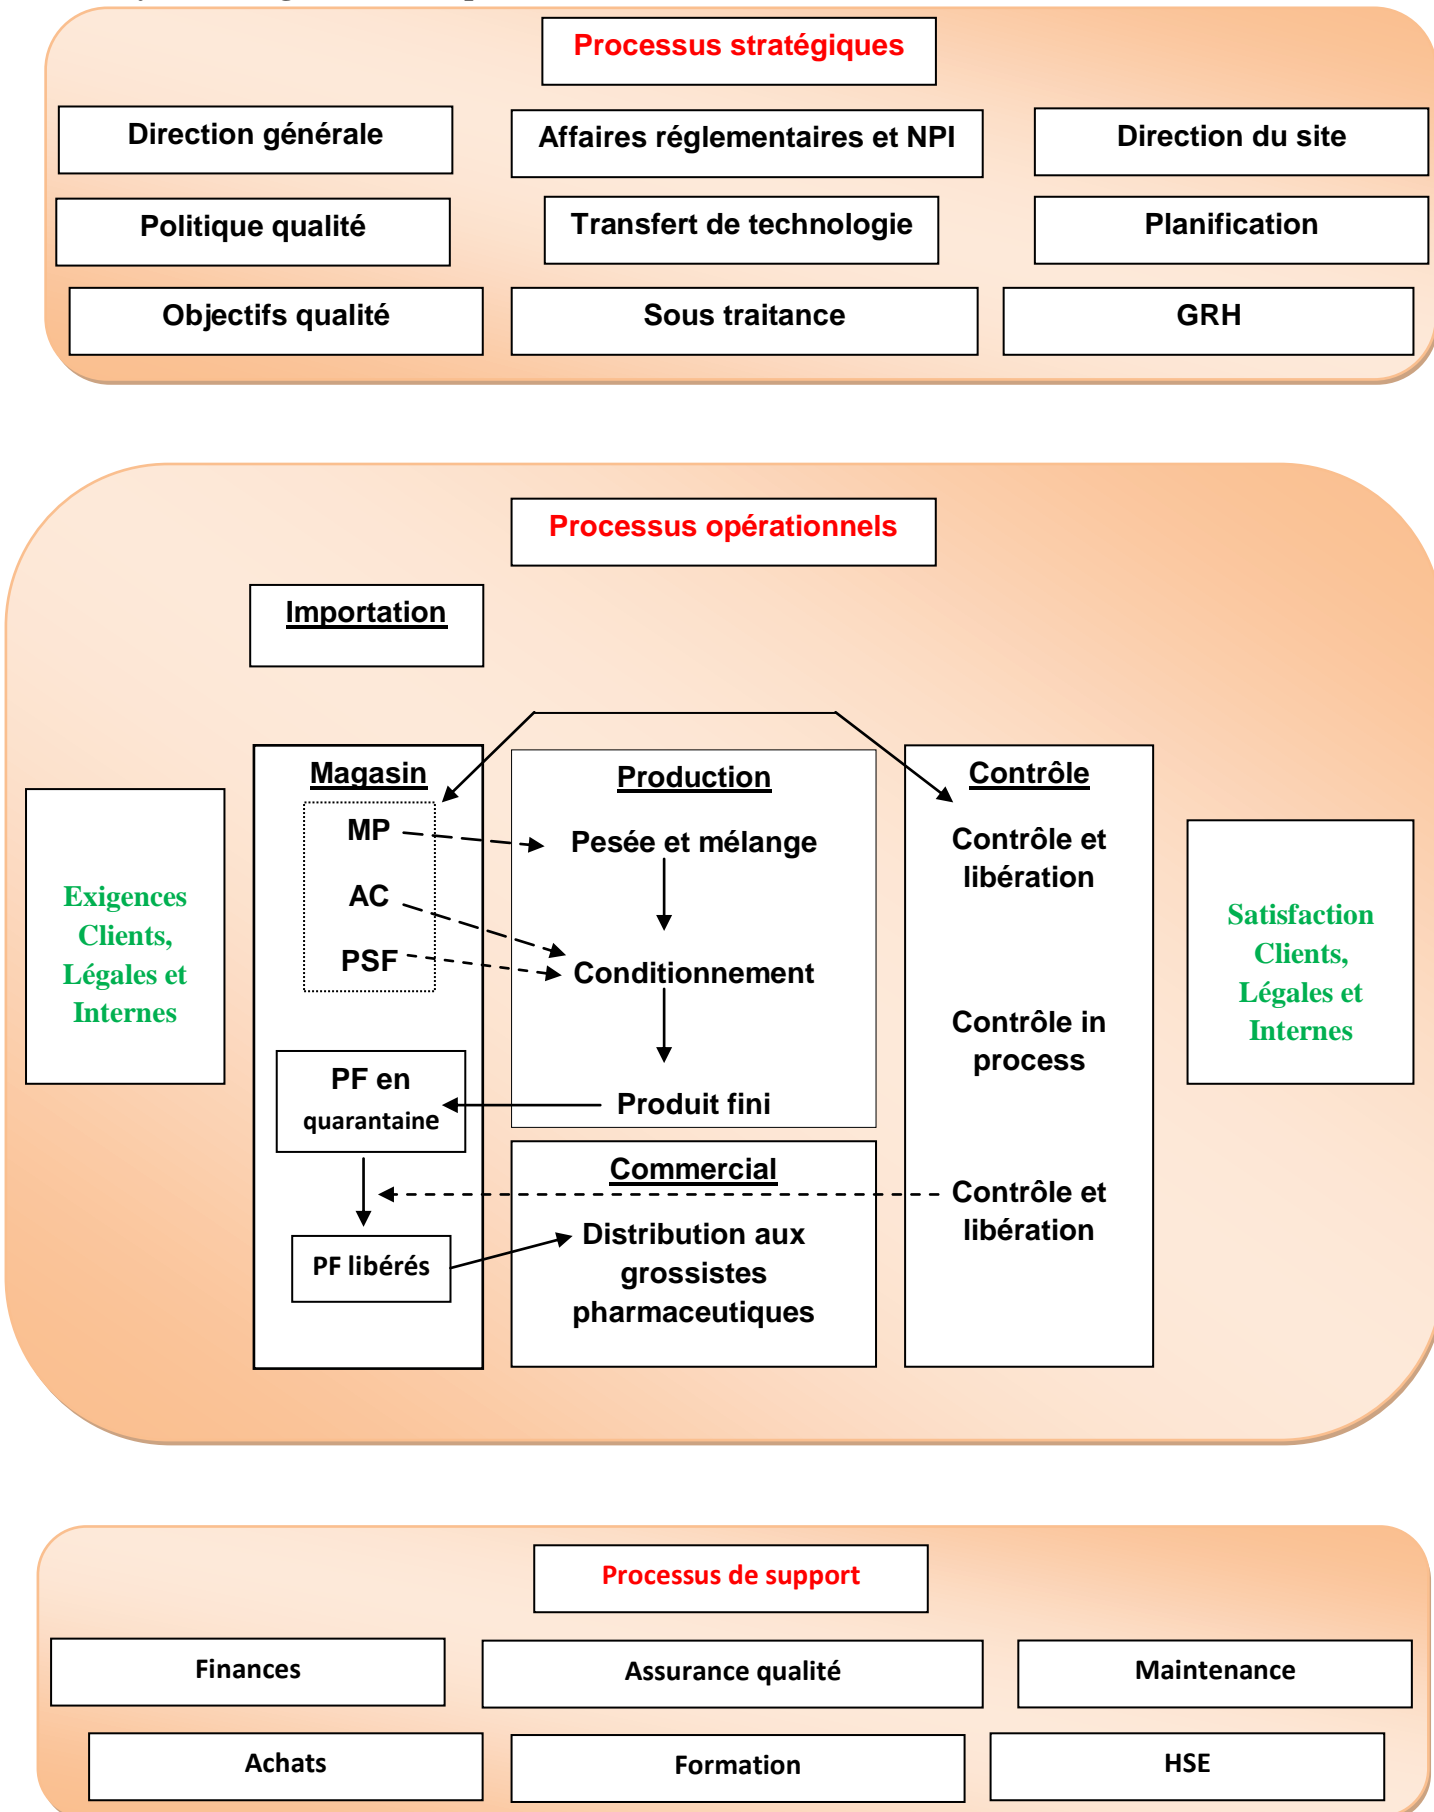 Processus stratégiques
Direction générale
Affaires réglementaires et NPI
Direction du site
Politique qualité
Transfert de technologie
Planification
Objectifs qualité
Sous traitance
GRH
Processus opérationnels
Importation
Exigences
Clients,
Légales et
Internes
Magasin
MP
AC
PSF
PF en
quarantaine
PF libérés
Production
Pesée et mélange
Conditionnement
Produit fini
Commercial
Distribution aux
grossistes
pharmaceutiques
Contrôle
Contrôle et
libération
Contrôle in
process
Contrôle et
libération
Satisfaction
Clients,
Légales et
Internes
Processus de support
Finances
Assurance qualité
Maintenance
Achats
Formation
HSE